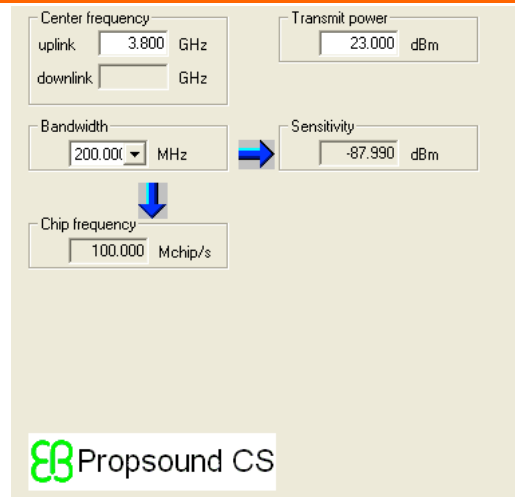 Center frequency
uplink 3.800 GHz
downlink GHz
Transmit power
23.000 dBm
Bandwidth
200.00( MHz
Sensitivity
-87.990 dBm
Chip frequency
100.000 Mchip/s
EB Propsound CS